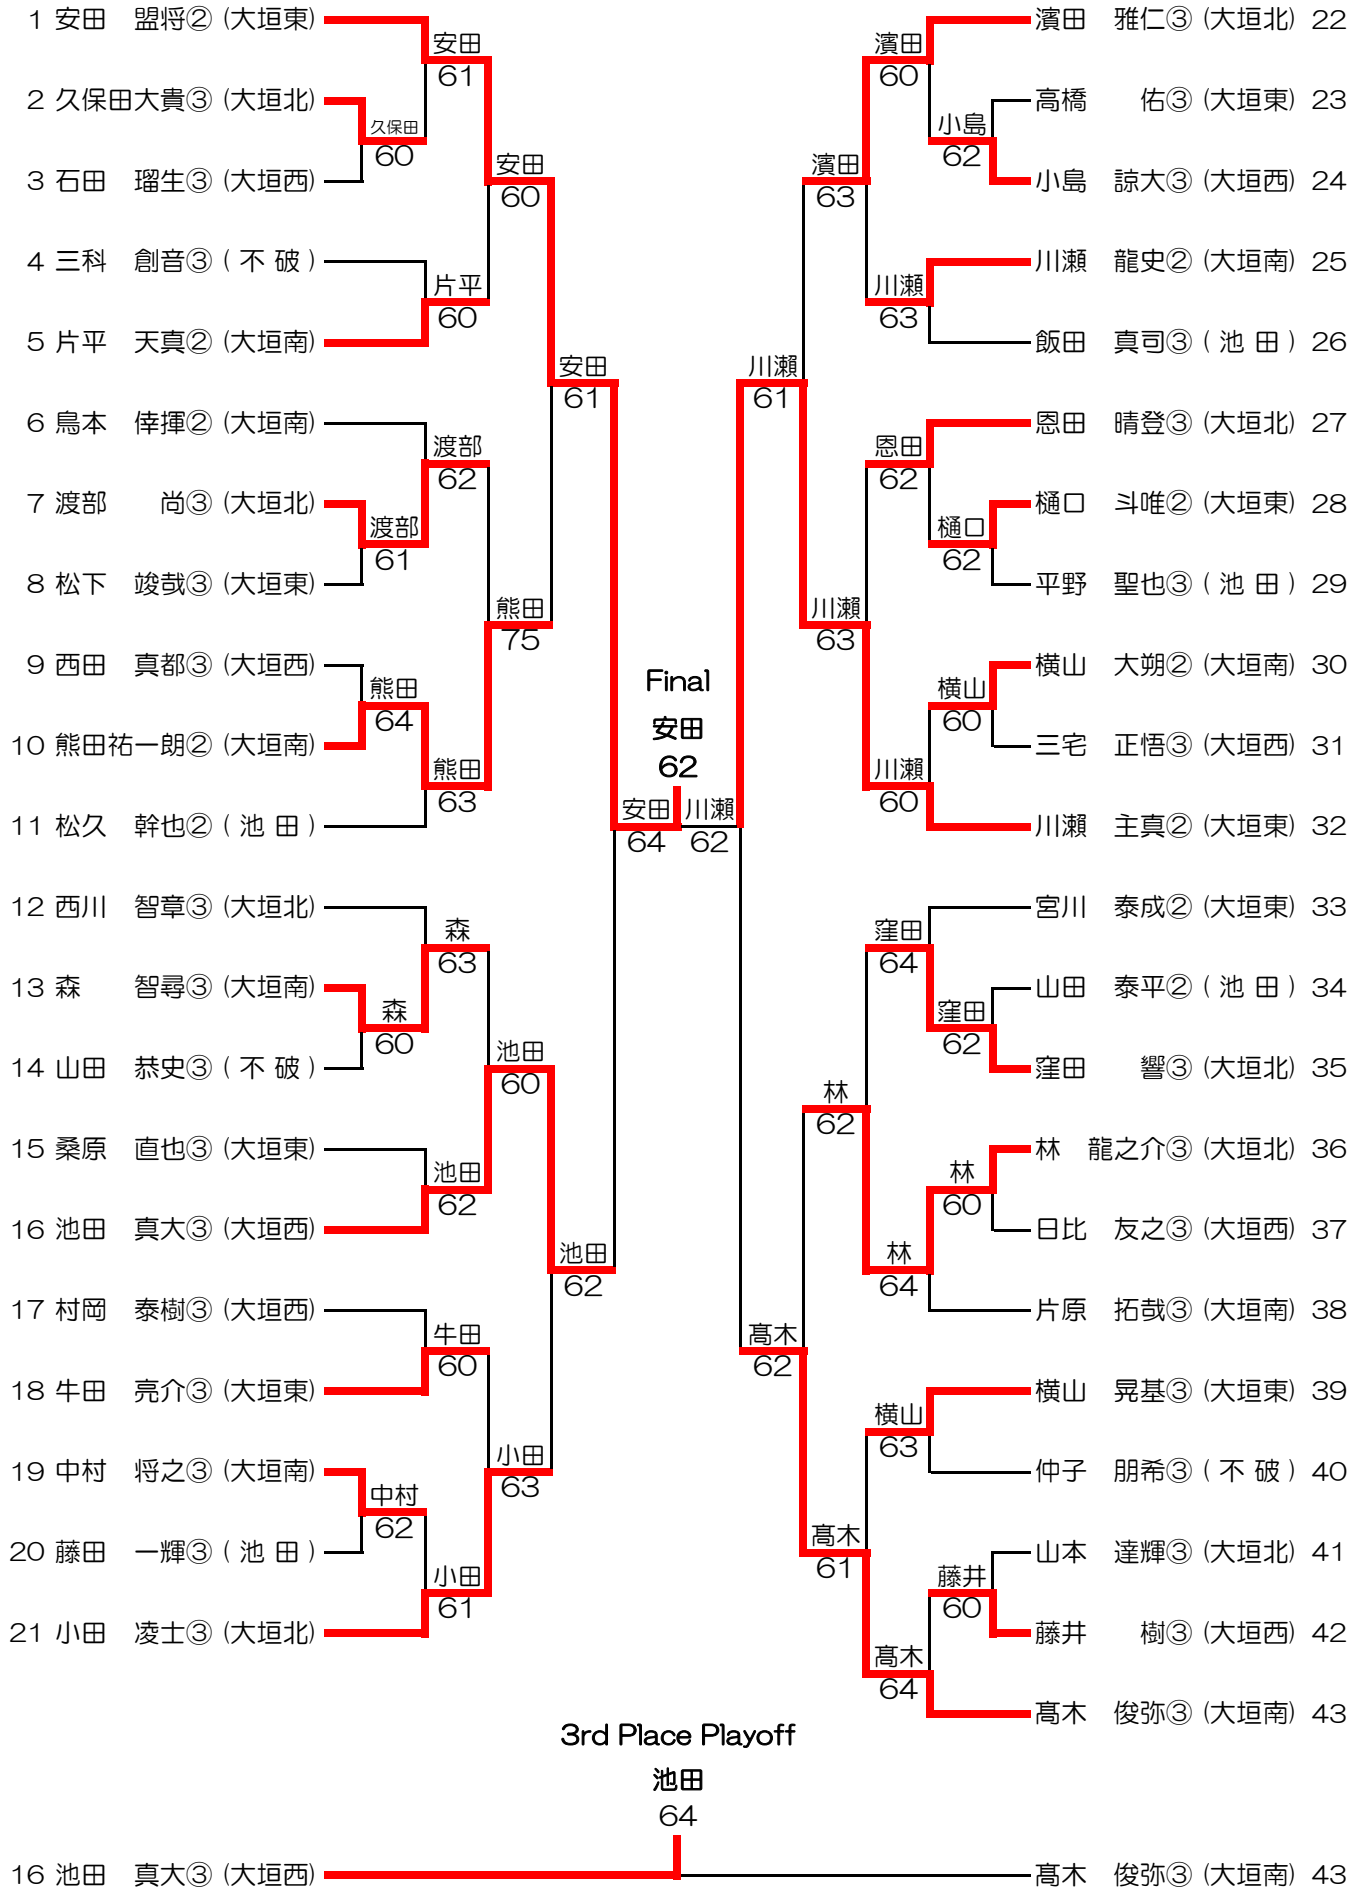 1 安田 盟将② (大垣東)
2 久保田大貴③ (大垣北)
3 石田 瑠生③ (大垣西)
4 三科 創音③ ( 不 破 )
5 片平 天真② (大垣南)
6 鳥本 倖揮② (大垣南)
7 渡部 尚③ (大垣北)
8 松下 竣哉③ (大垣東)
9 西田 真都③ (大垣西)
10 熊田祐一朗② (大垣南)
11 松久 幹也② ( 池 田 )
12 西川 智章③ (大垣北)
13 森 智尋③ (大垣南)
14 山田 恭史③ ( 不 破 )
15 桑原 直也③ (大垣東)
16 池田 真大③ (大垣西)
17 村岡 泰樹③ (大垣西)
18 牛田 亮介③ (大垣東)
19 中村 将之③ (大垣南)
20 藤田 一輝③ ( 池 田 )
21 小田 凌士③ (大垣北)
久保田
60
渡部
61
熊田
64
森
60
中村
62
安田
61
片平
60
渡部
62
熊田
63
森
63
池田
62
牛田
60
小田
61
安田
60
熊田
75
池田
60
小田
63
安田
61
池田
62
安田
64
Final
安田
62
川瀬
62
川瀬
61
髙木
62
濱田
63
川瀬
63
林
62
髙木
61
濱田
60
川瀬
63
恩田
62
川瀬
60
窪田
64
林
64
横山
63
髙木
64
小島
62
樋口
62
横山
60
窪田
62
林
60
藤井
60
濱田 雅仁③ (大垣北) 22
高橋 佑③ (大垣東) 23
小島 諒大③ (大垣西) 24
川瀬 龍史② (大垣南) 25
飯田 真司③ ( 池 田 ) 26
恩田 晴登③ (大垣北) 27
樋口 斗唯② (大垣東) 28
平野 聖也③ ( 池 田 ) 29
横山 大朔② (大垣南) 30
三宅 正悟③ (大垣西) 31
川瀬 主真② (大垣東) 32
宮川 泰成② (大垣東) 33
山田 泰平② ( 池 田 ) 34
窪田 響③ (大垣北) 35
林 龍之介③ (大垣北) 36
日比 友之③ (大垣西) 37
片原 拓哉③ (大垣南) 38
横山 晃基③ (大垣東) 39
仲子 朋希③ ( 不 破 ) 40
山本 達輝③ (大垣北) 41
藤井 樹③ (大垣西) 42
髙木 俊弥③ (大垣南) 43
3rd Place Playoff
池田
64
16 池田 真大③ (大垣西)
髙木 俊弥③ (大垣南) 43